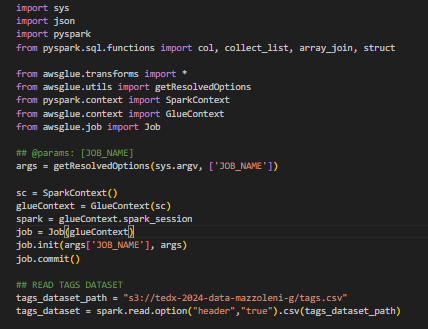 import sys
import json
import pyspark
from pyspark.sql.functions import col, collect_list, array_join, struct
from awsglue.transforms import *
from awsglue.utils import getResolvedOptions
from pyspark.context import SparkContext
from awsglue.context import GlueContext
from awsglue.job import Job
## @params: [JOB_NAME]
args = getResolvedOptions(sys.argv, ['JOB_NAME'])
sc = SparkContext()
glueContext = GlueContext(sc)
spark = glueContext.spark_session
job = Job(glueContext)
job.init(args['JOB_NAME'], args)
job.commit()
## READ TAGS DATASET
tags_dataset_path = "s3://tedx-2024-data-mazzoleni-g/tags.csv"
tags_dataset = spark.read.option("header","true").csv(tags_dataset_path)